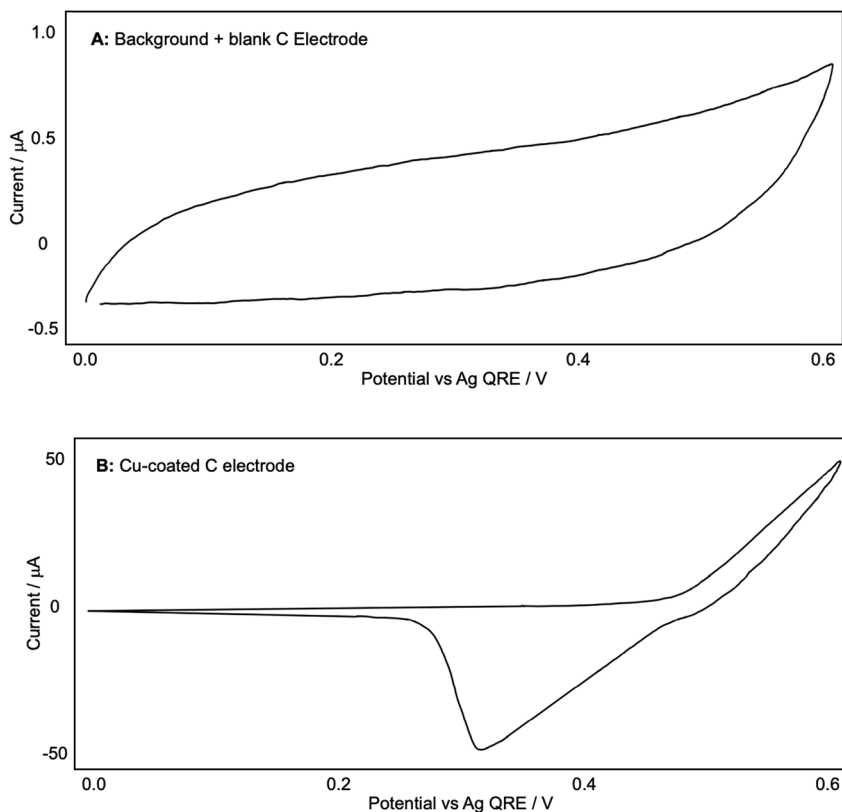 A: Background + blank C Electrode
1.0
0.5
0
-0.5
Current / μA
0.0 0.2 0.4 0.6
Potential vs Ag QRE / V
B: Cu-coated C electrode
50
0
-50
Current / μA
0.0 0.2 0.4 0.6
Potential vs Ag QRE / V